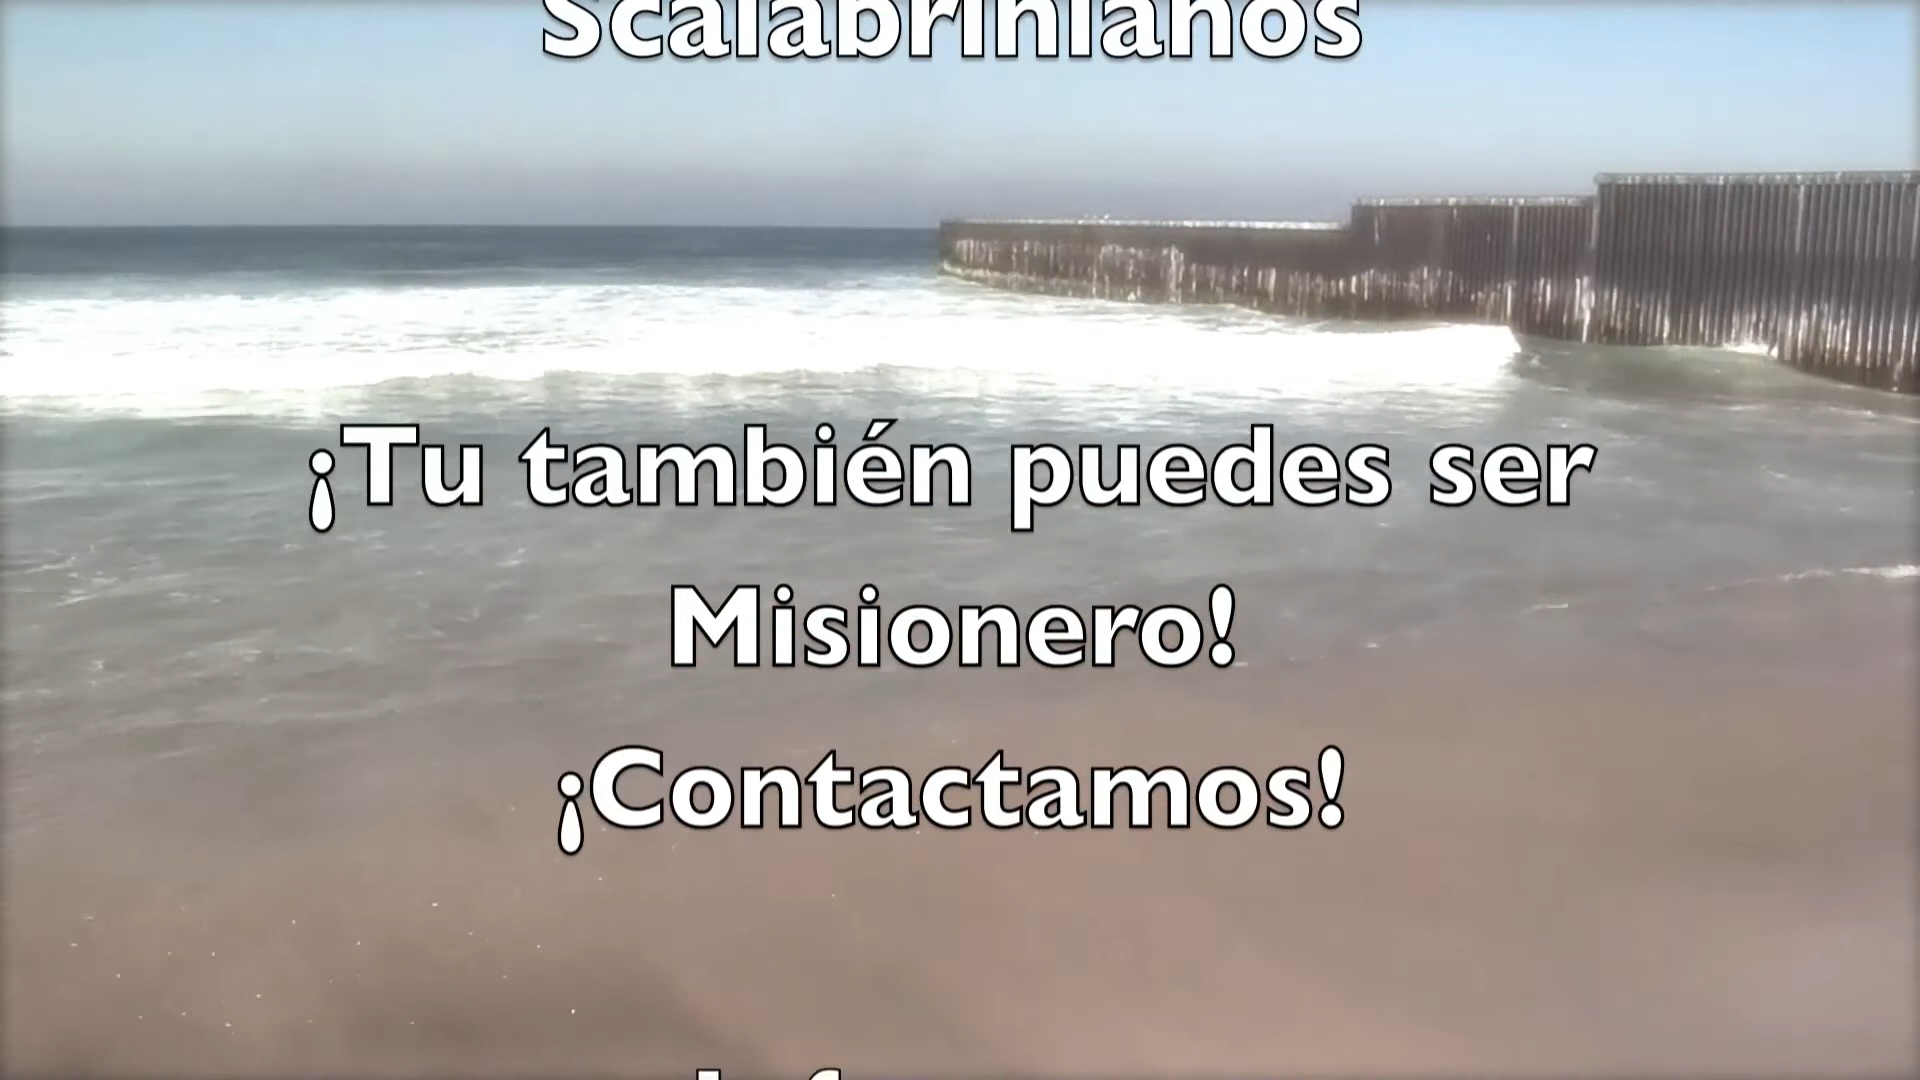 Scalabrinianos
¡Tu también puedes ser
Misionero!
¡Contactamos!